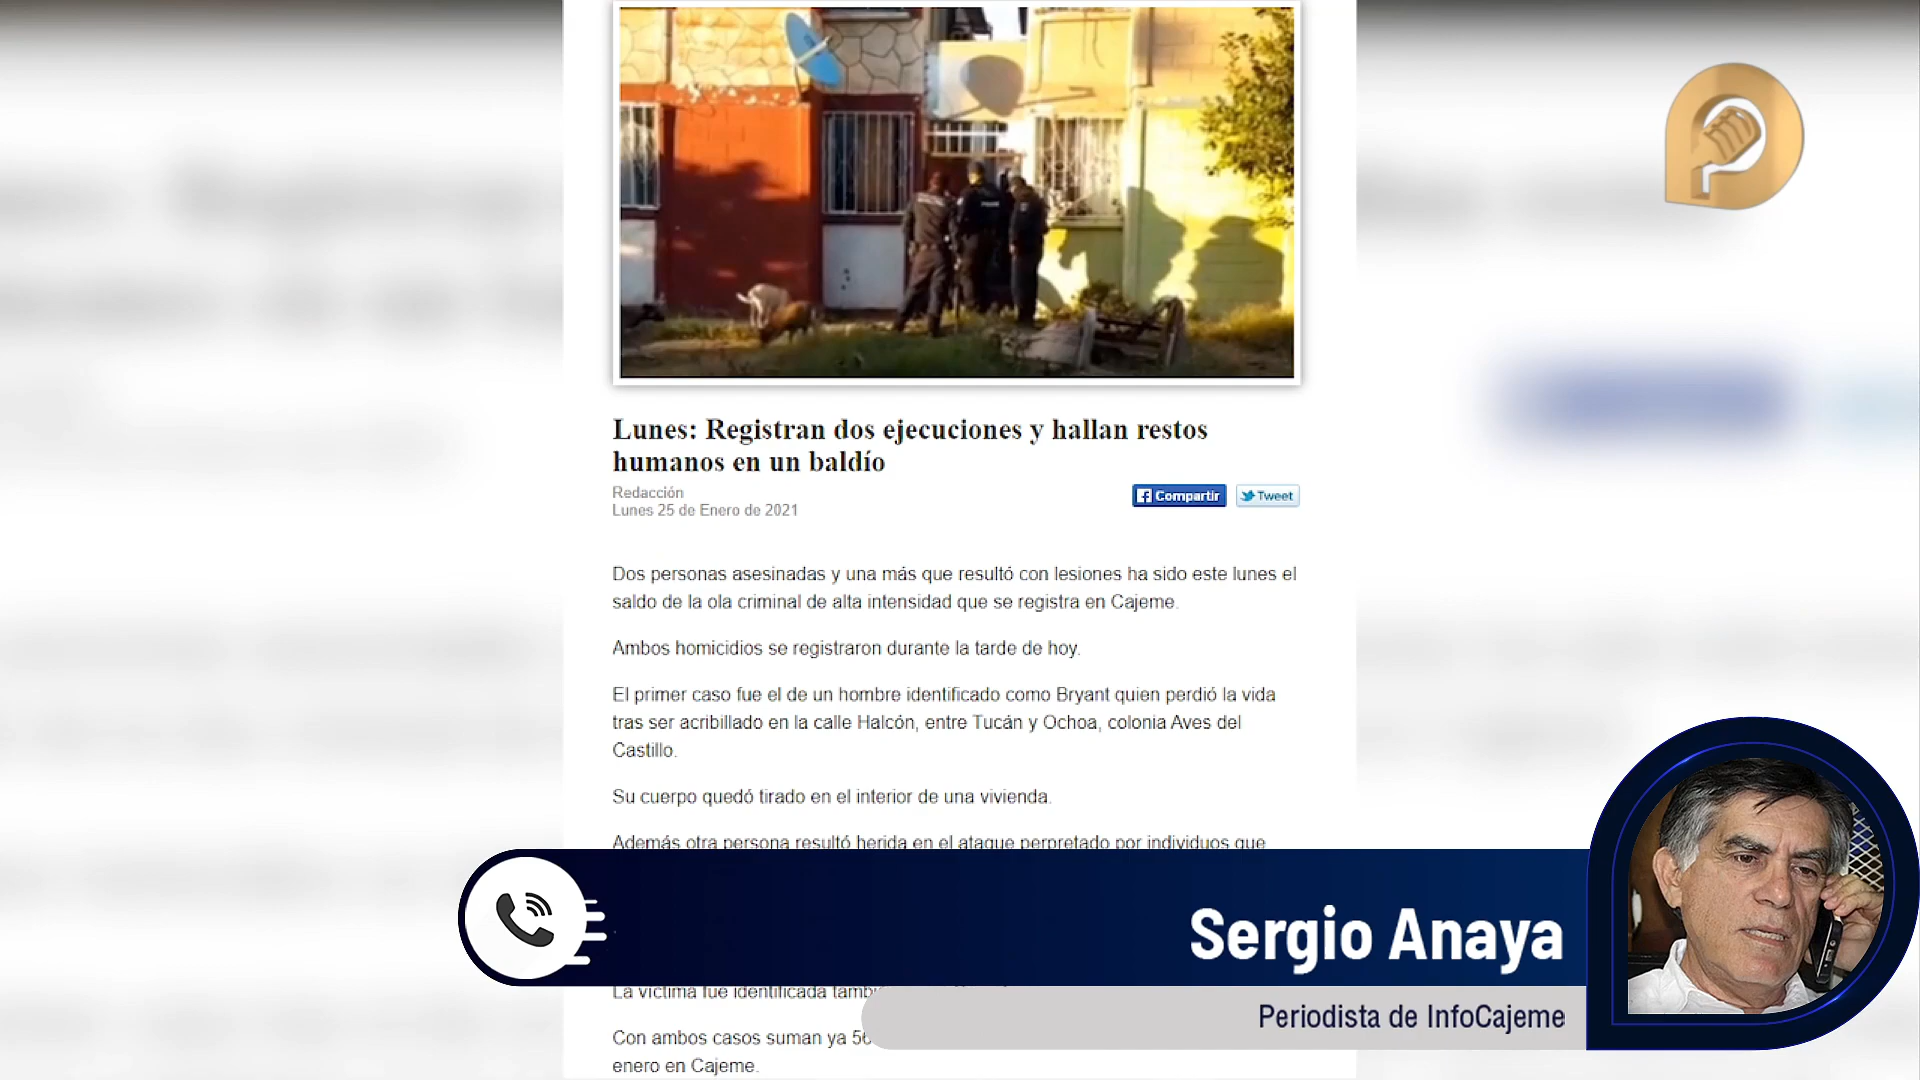 Lunes: Registran dos ejecuciones y hallan restos
humanos en un baldío
Redacción
Lunes 25 de Enero de 2021
Compartir
Tweet
Dos personas asesinadas y una más que resultó con lesiones ha sido este lunes el
saldo de la ola criminal de alta intensidad que se registra en Cajeme.
Ambos homicidios se registraron durante la tarde de hoy.
El primer caso fue el de un hombre identificado como Bryant quien perdió la vida
tras ser acribillado en la calle Halcón, entre Tucán y Ochoa, colonia Aves del
Castillo.
Su cuerpo quedó tirado en el interior de una vivienda.
Además otra persona resultó herida en el ataque perpretado por individuos que
Sergio Anaya
La víctima fue identificada
Periodista de InfoCajeme
Con ambos casos suman ya
enero en Cajeme.